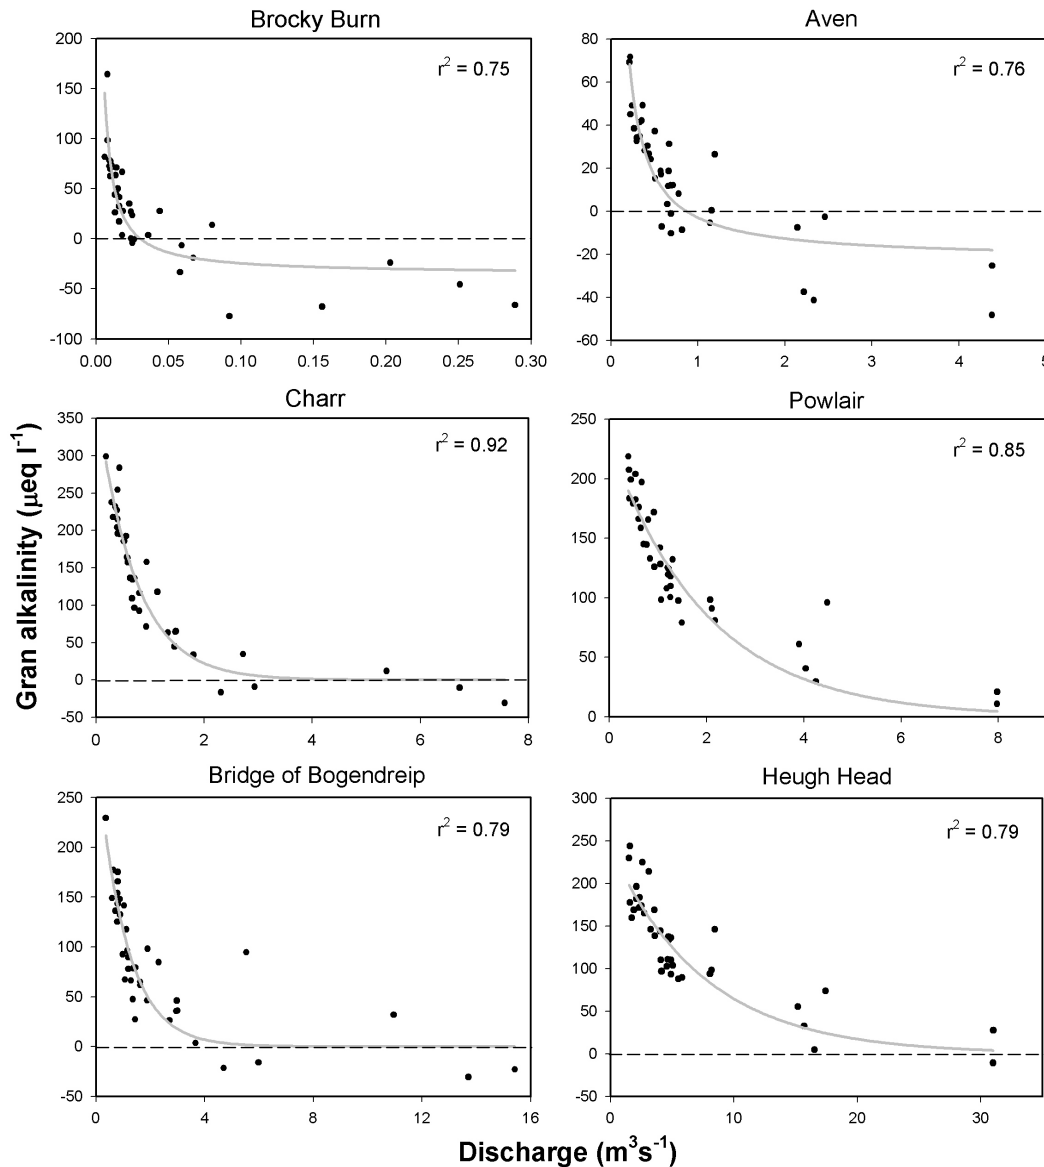 Brocky Burn
200
150
100
50
0
-50
-100
0.00 0.05 0.10 0.15 0.20 0.25 0.30
r² = 0.75
Aven
80
60
40
20
0
-20
-40
-60
0 1 2 3 4 5
r² = 0.76
Charr
350
300
250
200
150
100
50
0
-50
0 2 4 6 8
r² = 0.92
Powlair
250
200
150
100
50
0
0 2 4 6 8
r² = 0.85
Bridge of Bogendreip
250
200
150
100
50
0
-50
0 4 8 12 16
r² = 0.79
Heugh Head
300
250
200
150
100
50
0
-50
0 10 20 30
r² = 0.79
Gran alkalinity (µeq l⁻¹)
Discharge (m³s⁻¹)